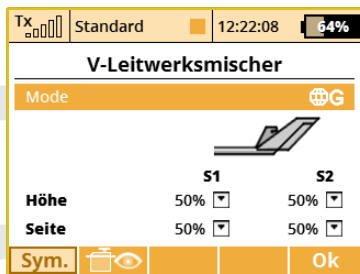 Tx Standard 12:22:08 64%
V-Leitwerksmischer
Mode G
S1 S2
Höhe 50% 50%
Seite 50% 50%
Sym. Ok